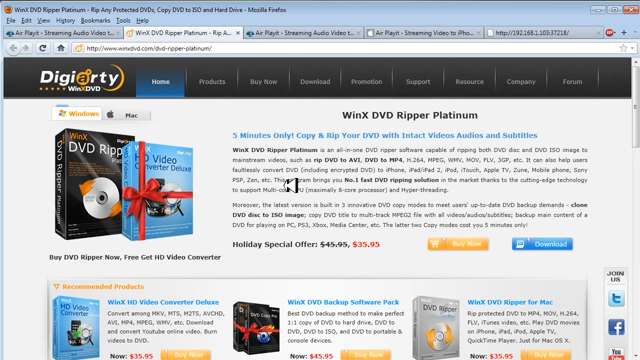 WinX DVD Ripper Platinum - Rip Any Protected DVDs, Copy DVD to ISO and Hard Drive - Mozilla Firefox
File Edit View History Bookmarks Tools Help
Air Playit - Streaming Audio Video t... WinX DVD Ripper Platinum - Rip A... Air Playit - Streaming Audio Video t... Air Playit - Streaming Video to iPho... http://192.168.1.103:37218/
http://www.winxdvd.com/dvd-ripper-platinum/
Digiarty
WinXDVD
Home Products Buy Now Download Promotion Support Resource Company Forum
Windows Mac
WinX DVD Ripper Platinum
5 Minutes Only! Copy & Rip Your DVD with Intact Videos Audios and Subtitles
WinX DVD Ripper Platinum is an all-in-one DVD ripper software capable of ripping both DVD disc and DVD ISO image to
mainstream videos, such as rip DVD to AVI, DVD to MP4, H.264, MPEG, WMV, MOV, FLV, 3GP, etc. It can also help users
faultlessly convert DVD (including encrypted DVD) to iPhone, iPad/iPad 2, iPod, iTouch, Apple TV, Zune, Mobile phone, Sony
PSP, Zen, etc. This program brings you No.1 fast DVD ripping solution in the market thanks to the cutting-edge technology
to support Multi-co U (maximally 8-core processor) and Hyper-threading.
Moreover, the latest version is built in 3 innovative DVD copy modes to meet users' up-to-date DVD backup demands - clone
DVD disc to ISO image; copy DVD title to multi-track MPEG2 file with all videos/audios/subtitles; backup main content of a
DVD for playing on PC, PS3, Xbox, Media Center, etc. The latter two Copy modes cost you 5 minutes only!
Holiday Special Offer: $45.95, $35.95 Buy Now Download
Buy DVD Ripper Now, Free Get HD Video Converter
JOIN
US
Recommended Products
WinX HD Video Converter Deluxe
Convert among MKV, MTS, M2TS, AVCHD,
AVI, MP4, MPEG, WMV, etc. Download
and convert Youtube online video. Burn
videos to DVD.
Now: $35.95 Buy Now
WinX DVD Backup Software Pack
Best DVD backup method to make perfect
1:1 copy of DVD to hard drive, DVD to
DVD, DVD to ISO, DVD to portable &
console devices.
Now: $45.95 Buy Now
WinX DVD Ripper for Mac
Rip DVD to MP4, MOV, H.264,
FLV, iTunes video, etc. Play DVD movies
on iPhone, iPad, iPod, Apple TV,
QuickTime Player. Just for Mac OS X.
Now: $35.95 Buy Now
You